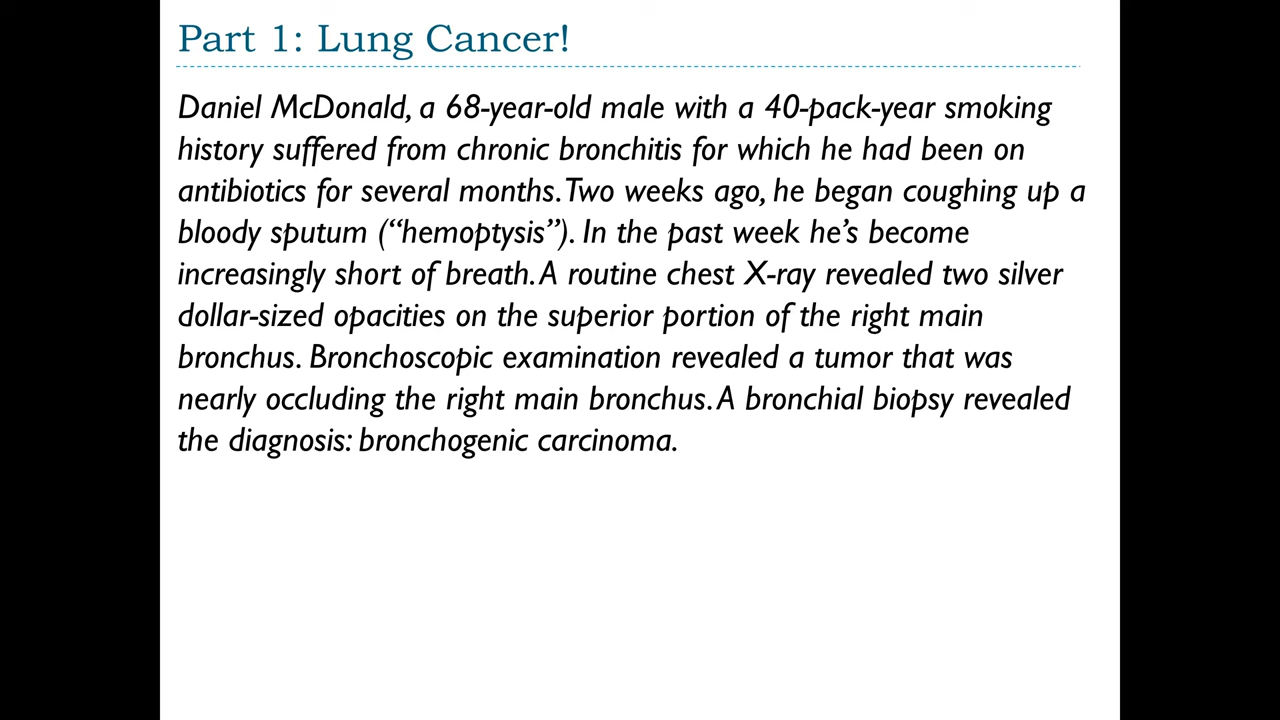 Part 1: Lung Cancer!
Daniel McDonald, a 68-year-old male with a 40-pack-year smoking
history suffered from chronic bronchitis for which he had been on
antibiotics for several months. Two weeks ago, he began coughing up a
bloody sputum (“hemoptysis”). In the past week he’s become
increasingly short of breath. A routine chest X-ray revealed two silver
dollar-sized opacities on the superior portion of the right main
bronchus. Bronchoscopic examination revealed a tumor that was
nearly occluding the right main bronchus. A bronchial biopsy revealed
the diagnosis: bronchogenic carcinoma.